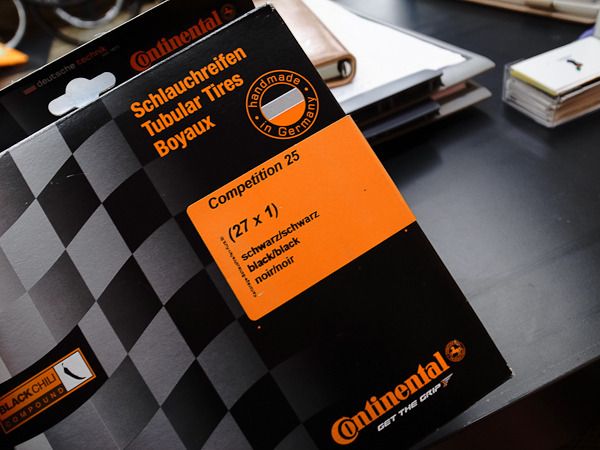 deutsche technik
Continental
Schlauchreifen
Tubular Tires
Boyaux
handmade
in Germany
Competition 25
(27 x 1)
schwarz/schwarz
black/black
noir/noir
BLACK CHILI
COMPOUND
Continental
GET THE GRIP